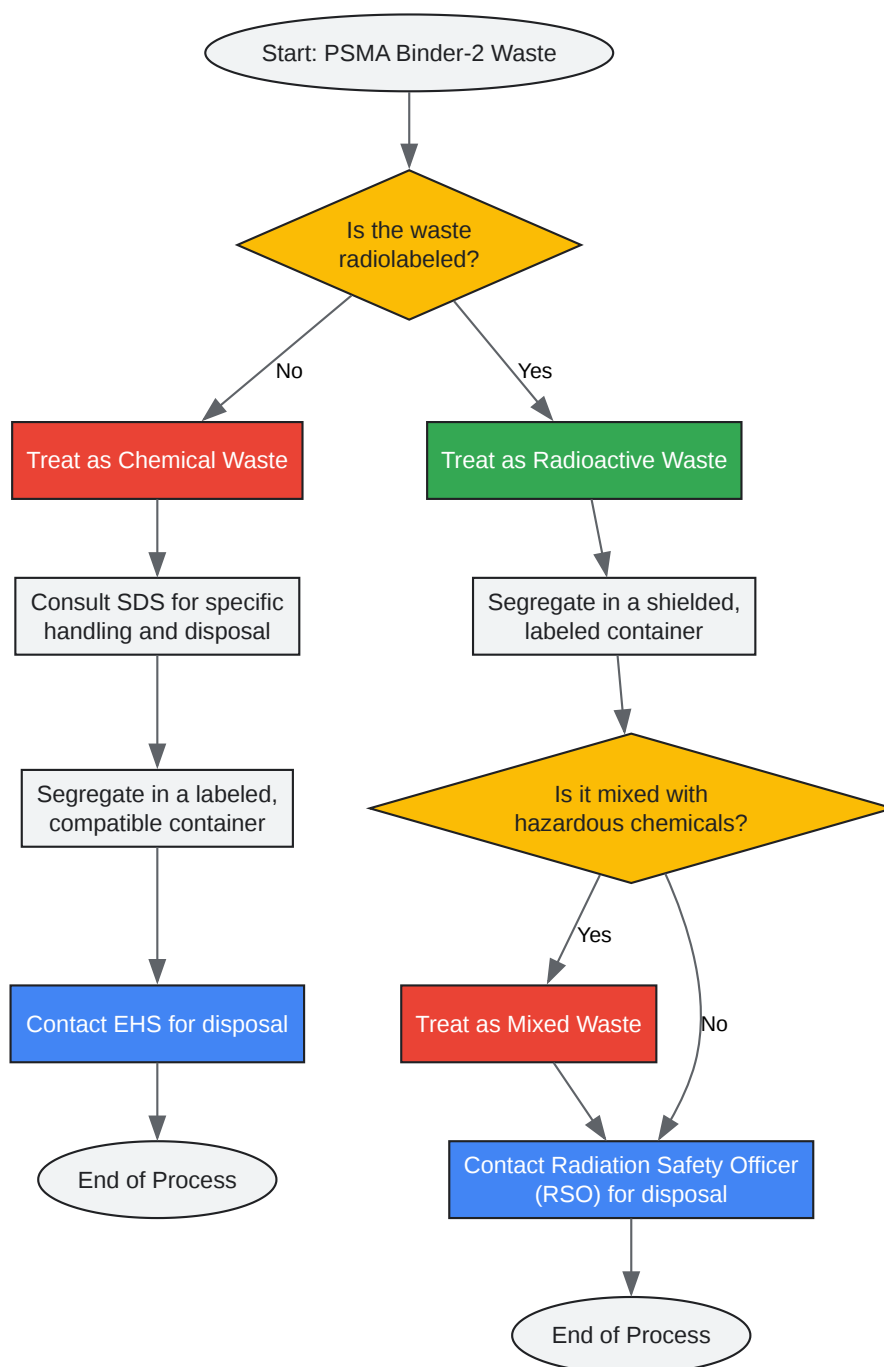 Start: PSMA Binder-2 Waste
Is the waste
radiolabeled?
No
Yes
Treat as Chemical Waste
Treat as Radioactive Waste
Consult SDS for specific
handling and disposal
Segregate in a shielded,
labeled container
Segregate in a labeled,
compatible container
Is it mixed with
hazardous chemicals?
Yes
No
Contact EHS for disposal
Treat as Mixed Waste
End of Process
Contact Radiation Safety Officer
(RSO) for disposal
End of Process